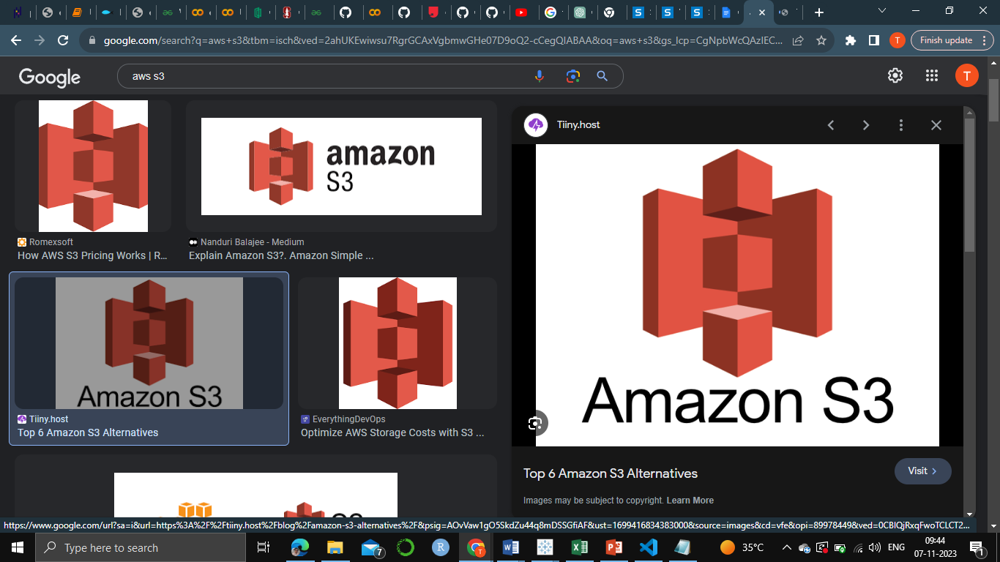 google.com/search?q=aws+s3&tbm=isch&ved=2ahUKEwiwsu7RgrGCAxVgbmwGHe07D9oQ2-cCegQIABAA&oq=aws+s3&gs_lcp=CgNpbWcQAzIEC...
T
Finish update
Google
aws s3
T
Romexsoft
How AWS S3 Pricing Works | R...
amazon
S3
Nanduri Balajee - Medium
Explain Amazon S3?. Amazon Simple ...
Amazon S3
Tiiny.host
Top 6 Amazon S3 Alternatives
EverythingDevOps
Optimize AWS Storage Costs with S3 ...
Tiiny.host
Amazon S3
Top 6 Amazon S3 Alternatives
Visit
Images may be subject to copyright. Learn More
https://www.google.com/url?sa=i&url=https%3A%2F%2Ftiiny.host%2Fblog%2Famazon-s3-alternatives%2F&psig=AOvVaw1gO5SkdZu44q8mDSSGfiAF&ust=1699416834383000&source=images&cd=vfe&opi=89978449&ved=0CBIQjRxqFwoTCLCT2...
Type here to search
7
35°C
ENG
09:44
07-11-2023
1